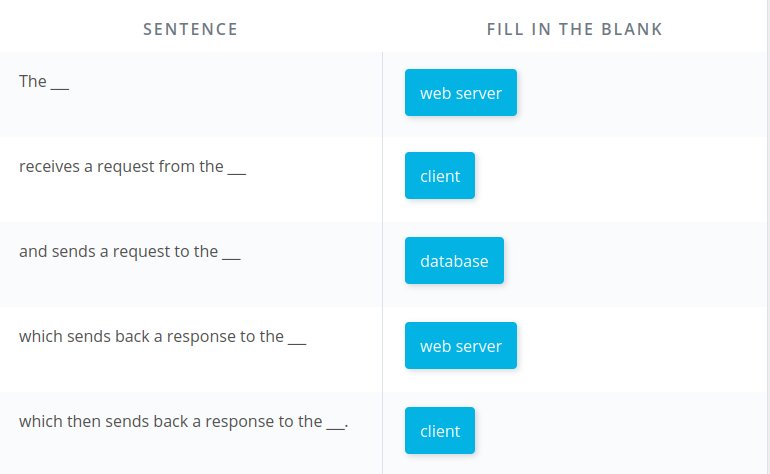 SENTENCE FILL IN THE BLANK
The ___ web server
receives a request from the ___ client
and sends a request to the ___ database
which sends back a response to the ___ web server
which then sends back a response to the ___. client